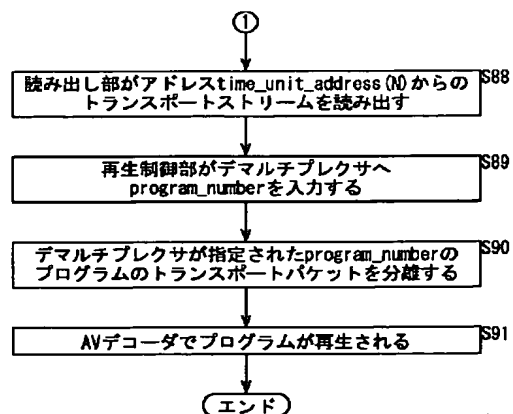 ①
読み出し部がアドレスtime_unit_address(N)からの
トランスポートストリームを読み出す
S88
再生制御部がデマルチプレクサへ
program_numberを入力する
S89
デマルチプレクサが指定されたprogram_numberの
プログラムのトランスポートパケットを分離する
S90
AVデコーダでプログラムが再生される
S91
エンド